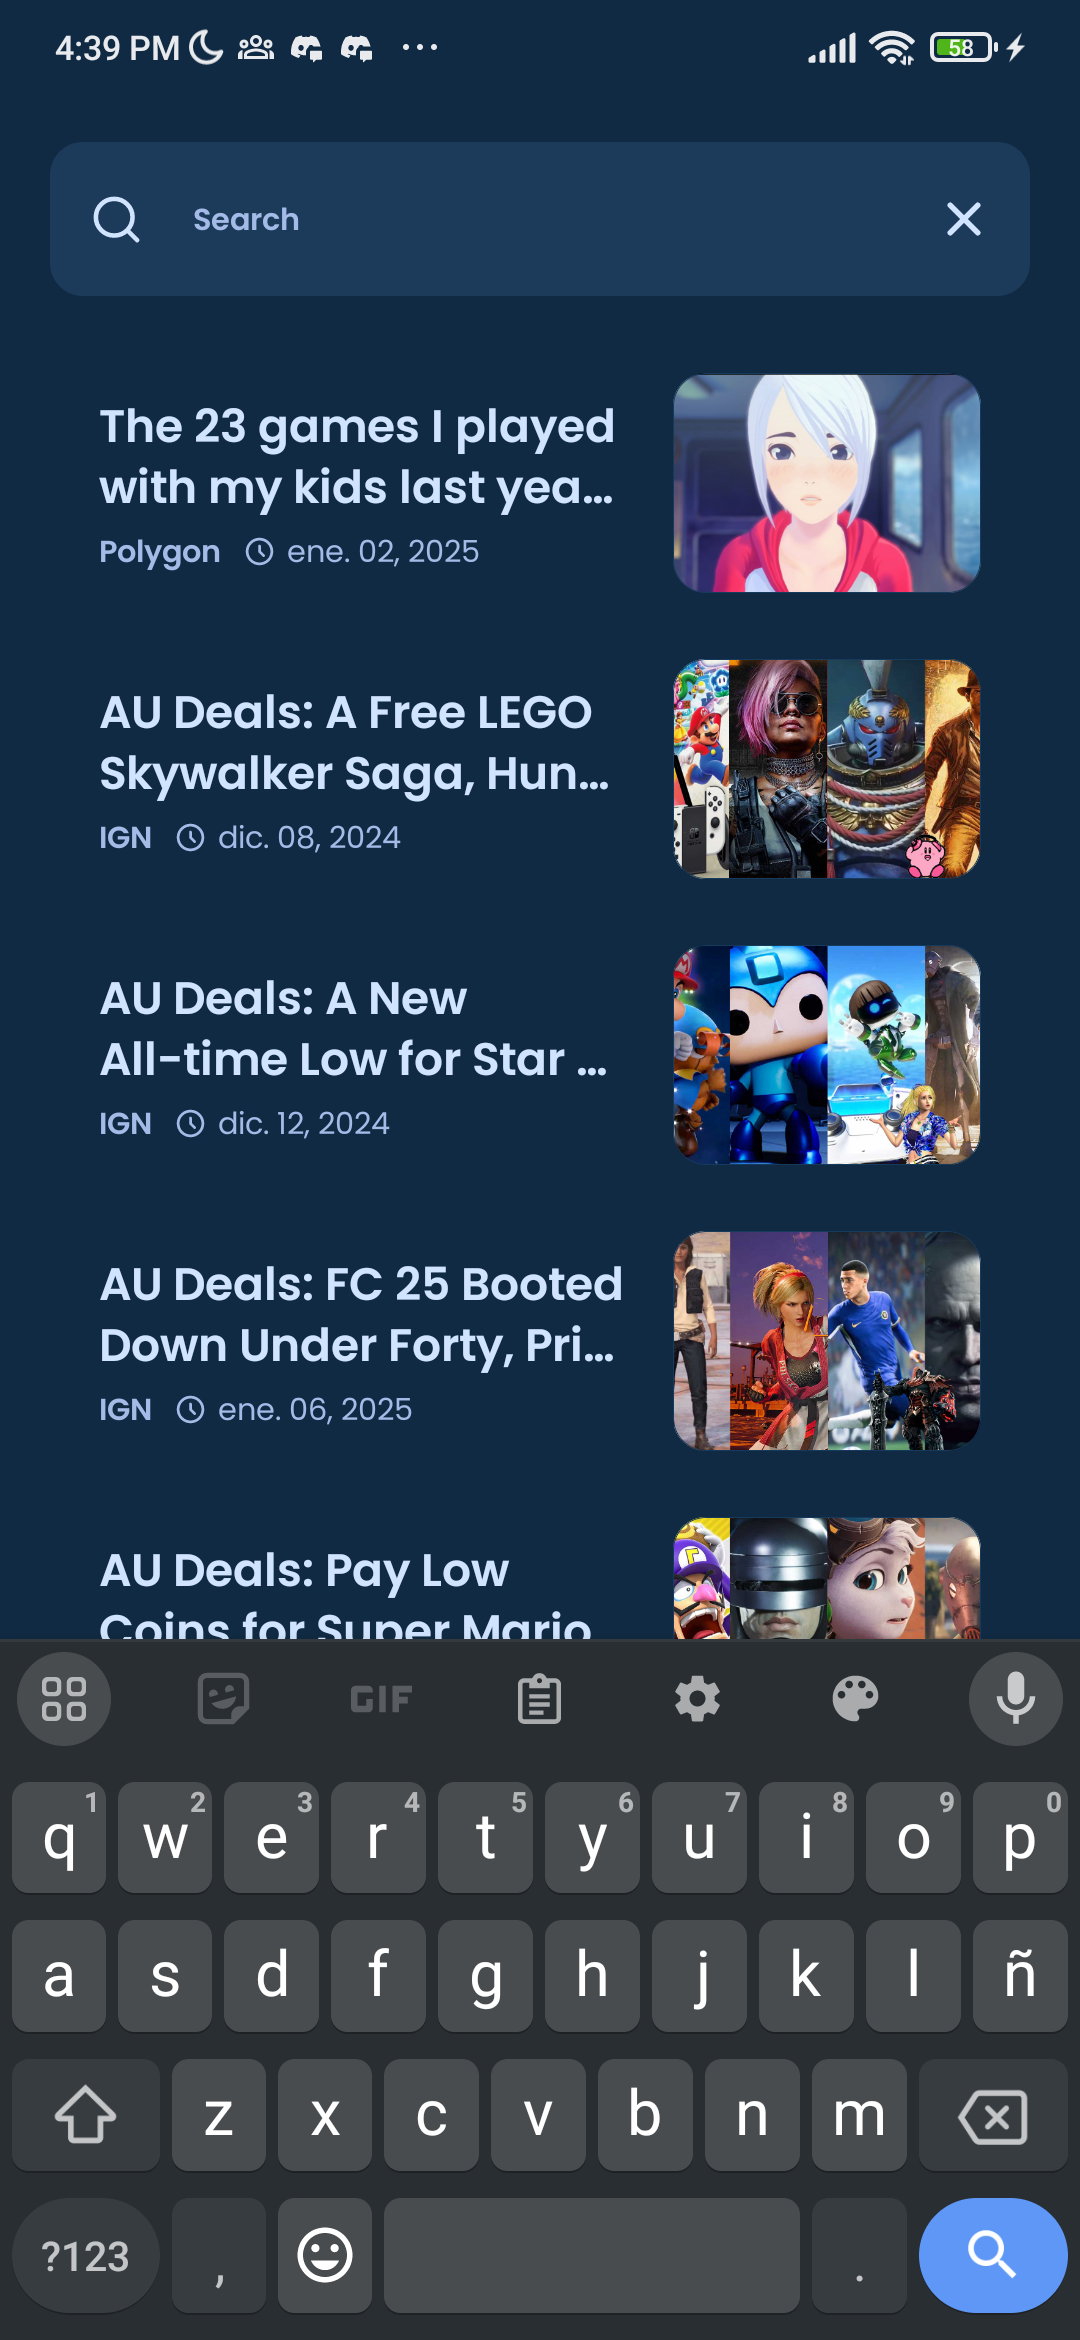 4:39 PM
58
Search
The 23 games I played
with my kids last yea...
Polygon ene. 02, 2025
AU Deals: A Free LEGO
Skywalker Saga, Hun...
IGN dic. 08, 2024
AU Deals: A New
All-time Low for Star ...
IGN dic. 12, 2024
AU Deals: FC 25 Booted
Down Under Forty, Pri...
IGN ene. 06, 2025
AU Deals: Pay Low
Coins for Super Mario
GIF
1 2 3 4 5 6 7 8 9 0
q w e r t y u i o p
a s d f g h j k l ñ
z x c v b n m
?123 , .